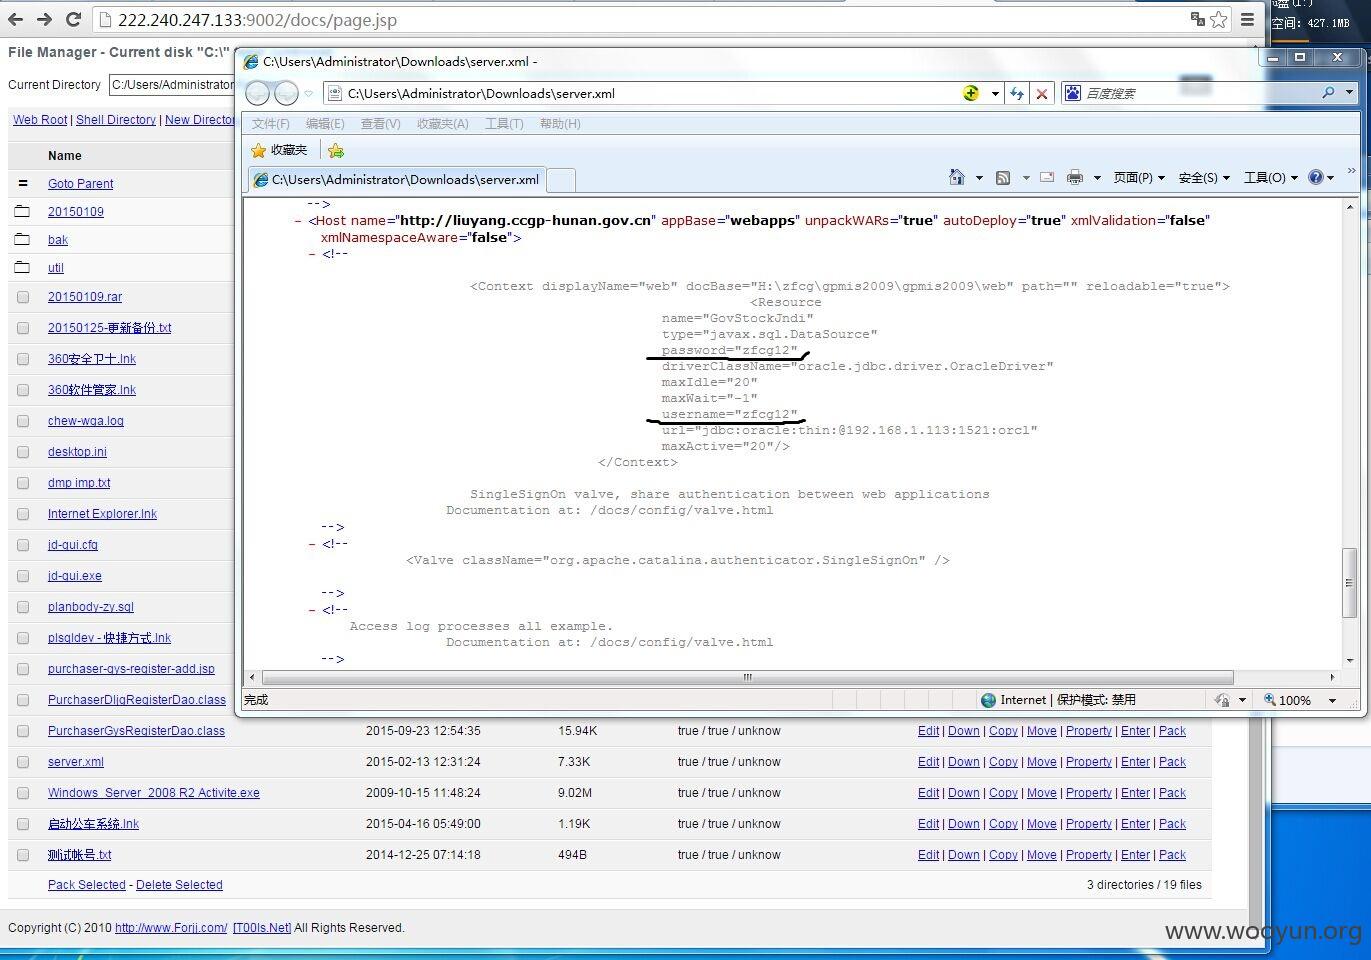 222.240.247.133:9002/docs/page.jsp
空间: 427.1MB
File Manager - Current disk "C:\"
Current Directory C:/Users/Administrator
Web Root | Shell Directory | New Director
Name
= Goto Parent
20150109
bak
util
20150109.rar
20150125-更新备份.txt
360安全卫士.lnk
360软件管家.lnk
chew-wga.log
desktop.ini
dmp imp.txt
Internet Explorer.lnk
jd-gui.cfg
jd-gui.exe
planbody-zy.sql
plsqldev - 快捷方式.lnk
purchaser-gys-register-add.jsp
PurchaserDljgRegisterDao.class
C:\Users\Administrator\Downloads\server.xml -
C:\Users\Administrator\Downloads\server.xml
百度搜索
文件(F) 编辑(E) 查看(V) 收藏夹(A) 工具(T) 帮助(H)
收藏夹
C:\Users\Administrator\Downloads\server.xml
页面(P) 安全(S) 工具(O)
-->
- <Host name="http://liuyang.ccgp-hunan.gov.cn" appBase="webapps" unpackWARs="true" autoDeploy="true" xmlValidation="false"
xmlNamespaceAware="false">
- <!--
<Context displayName="web" docBase="H:\zfcg\gpmis2009\gpmis2009\web" path="" reloadable="true">
<Resource
name="GovStockJndi"
type="javax.sql.DataSource"
password="zfcg12"
driverClassName="oracle.jdbc.driver.OracleDriver"
maxIdle="20"
maxWait="-1"
username="zfcg12"
url="jdbc:oracle:thin:@192.168.1.113:1521:orcl"
maxActive="20"/>
</Context>
SingleSignOn valve, share authentication between web applications
Documentation at: /docs/config/valve.html
-->
- <!--
<Valve className="org.apache.catalina.authenticator.SingleSignOn" />
-->
- <!--
Access log processes all example.
Documentation at: /docs/config/valve.html
-->
完成 Internet | 保护模式: 禁用 100%
PurchaserGysRegisterDao.class 2015-09-23 12:54:35 15.94K true / true / unknow Edit | Down | Copy | Move | Property | Enter | Pack
server.xml 2015-02-13 12:31:24 7.33K true / true / unknow Edit | Down | Copy | Move | Property | Enter | Pack
Windows_Server_2008 R2 Activite.exe 2009-10-15 11:48:24 9.02M true / true / unknow Edit | Down | Copy | Move | Property | Enter | Pack
启动公车系统.lnk 2015-04-16 05:49:00 1.19K true / true / unknow Edit | Down | Copy | Move | Property | Enter | Pack
测试帐号.txt 2014-12-25 07:14:18 494B true / true / unknow Edit | Down | Copy | Move | Property | Enter | Pack
Pack Selected - Delete Selected 3 directories / 19 files
Copyright (C) 2010 http://www.Forjj.com/ [T00ls.Net] All Rights Reserved.
www.wooyun.org